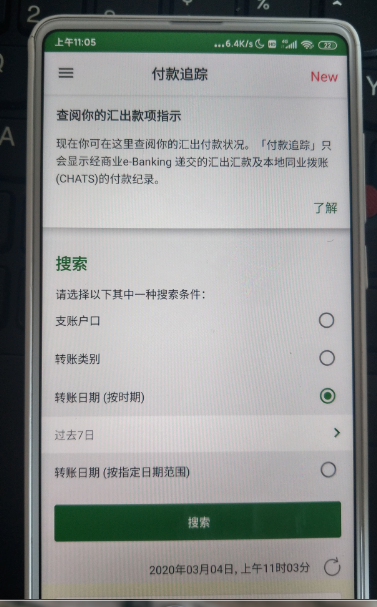 上午11:05
...6.4K/s
22
付款追踪
New
查阅你的汇出款项指示
现在你可在这里查阅你的汇出付款状况。「付款追踪」只
会显示经商业e-Banking 递交的汇出汇款及本地同业拨账
(CHATS)的付款纪录。
了解
搜索
请选择以下其中一种搜索条件：
支账户口
转账类别
转账日期 (按时期)
过去7日
转账日期 (按指定日期范围)
搜索
2020年03月04日, 上午11时03分
2
%
A
Y